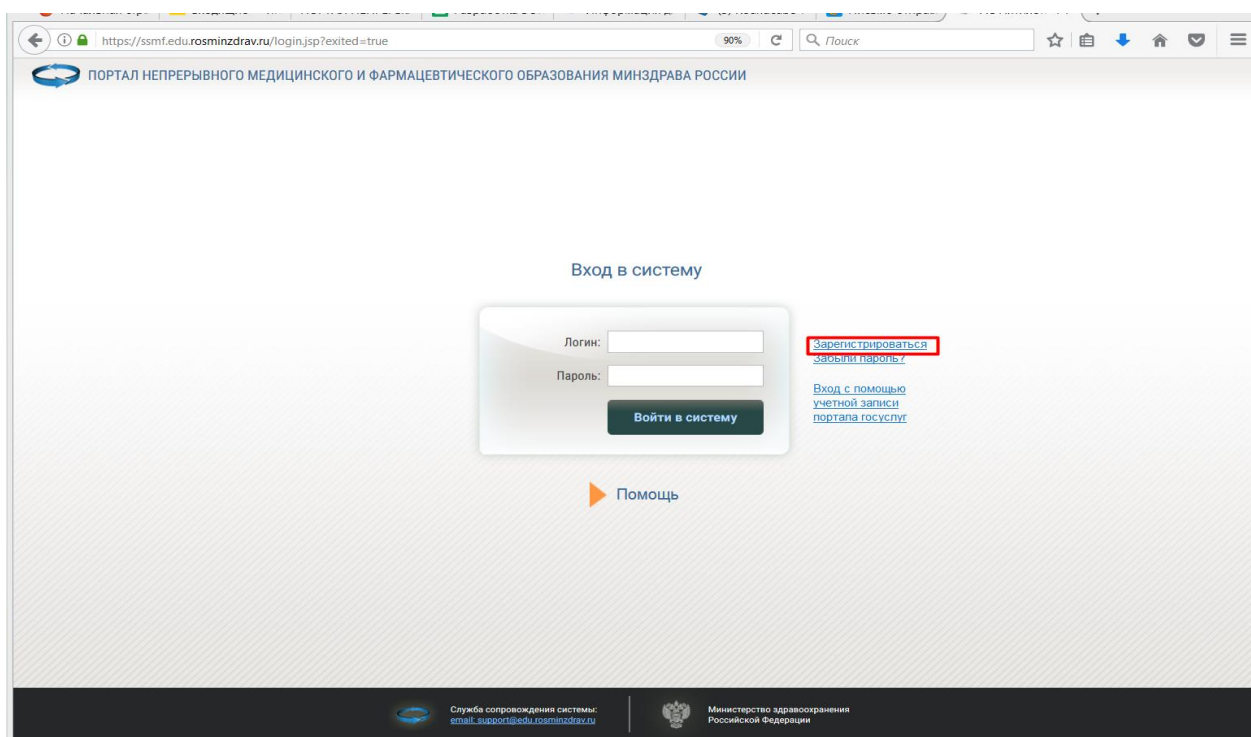 https://ssmf.edu.rosminzdrav.ru/login.jsp?exited=true
90%
Поиск
ПОРТАЛ НЕПРЕРЫВНОГО МЕДИЦИНСКОГО И ФАРМАЦЕВТИЧЕСКОГО ОБРАЗОВАНИЯ МИНЗДРАВА РОССИИ
Вход в систему
Логин:
Зарегистрироваться
Забыли пароль?
Пароль:
Вход с помощью
учетной записи
портала госуслуг
Войти в систему
Помощь
Служба сопровождения системы:
email: support@edu.rosminzdrav.ru
Министерство здравоохранения
Российской Федерации